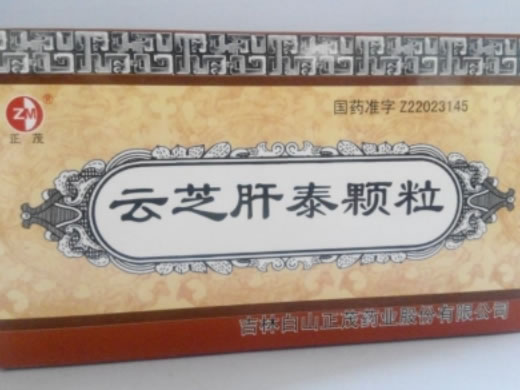 国药准字 Z22023145
ZM
®
正茂
云芝肝泰颗粒
吉林白山正茂药业股份有限公司